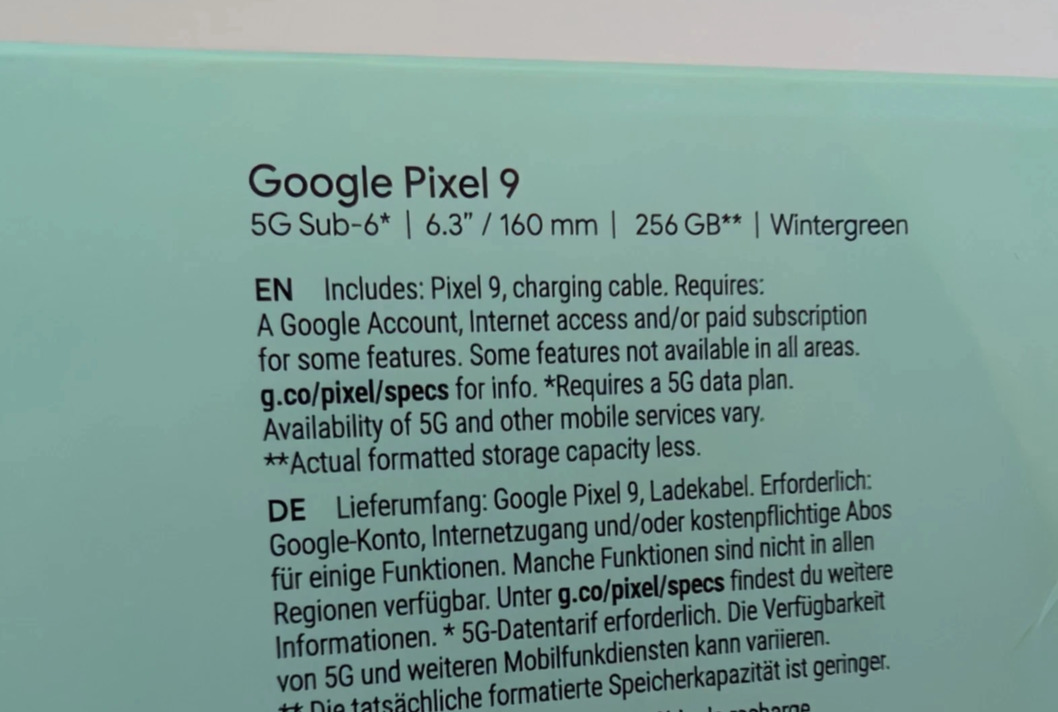 Google Pixel 9
5G Sub-6* | 6.3" / 160 mm | 256 GB** | Wintergreen
EN Includes: Pixel 9, charging cable. Requires:
A Google Account, Internet access and/or paid subscription
for some features. Some features not available in all areas.
g.co/pixel/specs for info. *Requires a 5G data plan.
Availability of 5G and other mobile services vary.
**Actual formatted storage capacity less.
DE Lieferumfang: Google Pixel 9, Ladekabel. Erforderlich:
Google-Konto, Internetzugang und/oder kostenpflichtige Abos
für einige Funktionen. Manche Funktionen sind nicht in allen
Regionen verfügbar. Unter g.co/pixel/specs findest du weitere
Informationen. * 5G-Datentarif erforderlich. Die Verfügbarkeit
von 5G und weiteren Mobilfunkdiensten kann variieren.
** Die tatsächliche formatierte Speicherkapazität ist geringer.
recharge